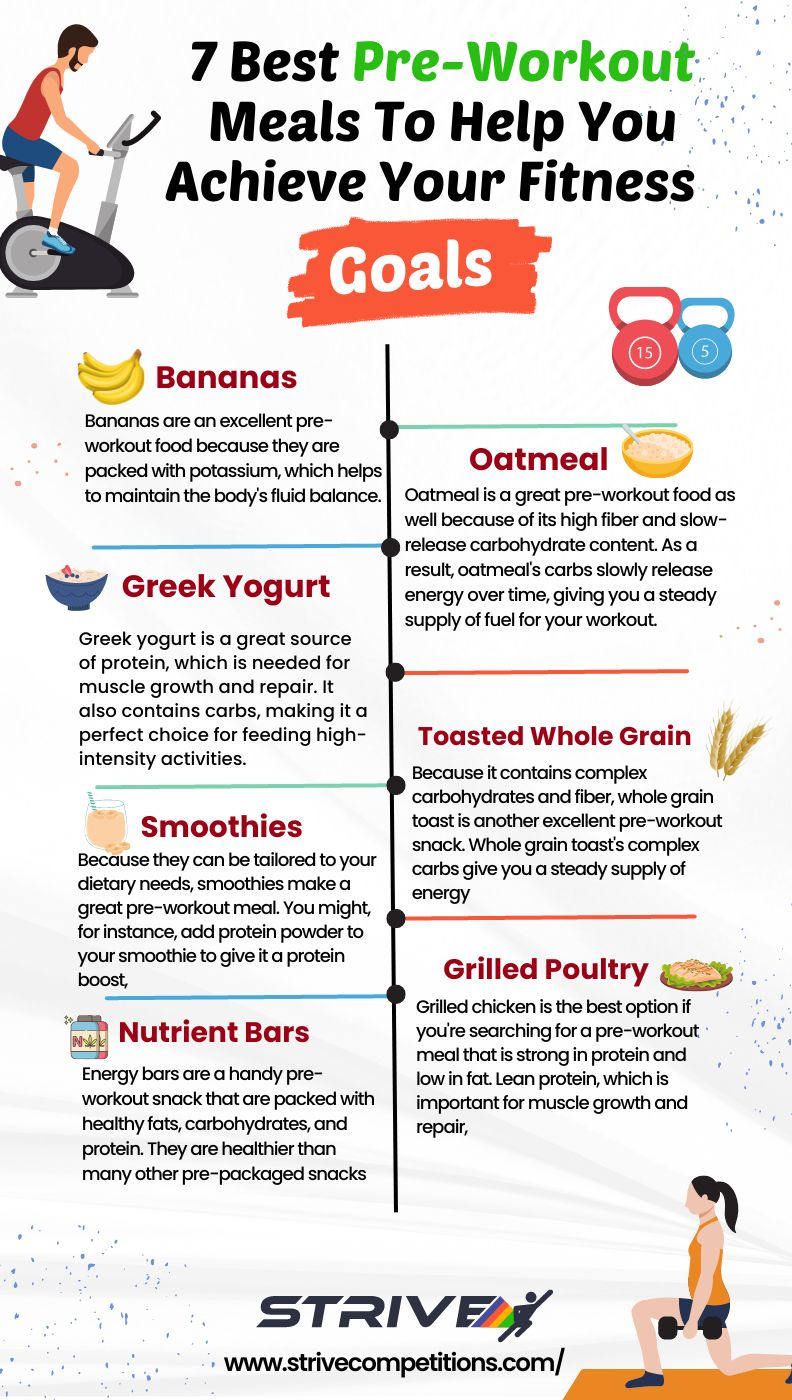 7 Best Pre-Workout
Meals To Help You
Achieve Your Fitness
Goals
15
5
Bananas
Bananas are an excellent pre-
workout food because they are
packed with potassium, which helps
to maintain the body's fluid balance.
Oatmeal
Oatmeal is a great pre-workout food as
well because of its high fiber and slow-
release carbohydrate content. As a
result, oatmeal's carbs slowly release
energy over time, giving you a steady
supply of fuel for your workout.
Greek Yogurt
Greek yogurt is a great source
of protein, which is needed for
muscle growth and repair. It
also contains carbs, making it a
perfect choice for feeding high-
intensity activities.
Toasted Whole Grain
Because it contains complex
carbohydrates and fiber, whole grain
toast is another excellent pre-workout
snack. Whole grain toast's complex
carbs give you a steady supply of
energy
Smoothies
Because they can be tailored to your
dietary needs, smoothies make a
great pre-workout meal. You might,
for instance, add protein powder to
your smoothie to give it a protein
boost,
Grilled Poultry
Grilled chicken is the best option if
you're searching for a pre-workout
meal that is strong in protein and
low in fat. Lean protein, which is
important for muscle growth and
repair,
N
Nutrient Bars
Energy bars are a handy pre-
workout snack that are packed with
healthy fats, carbohydrates, and
protein. They are healthier than
many other pre-packaged snacks
STRIVE
www.strivecompetitions.com/